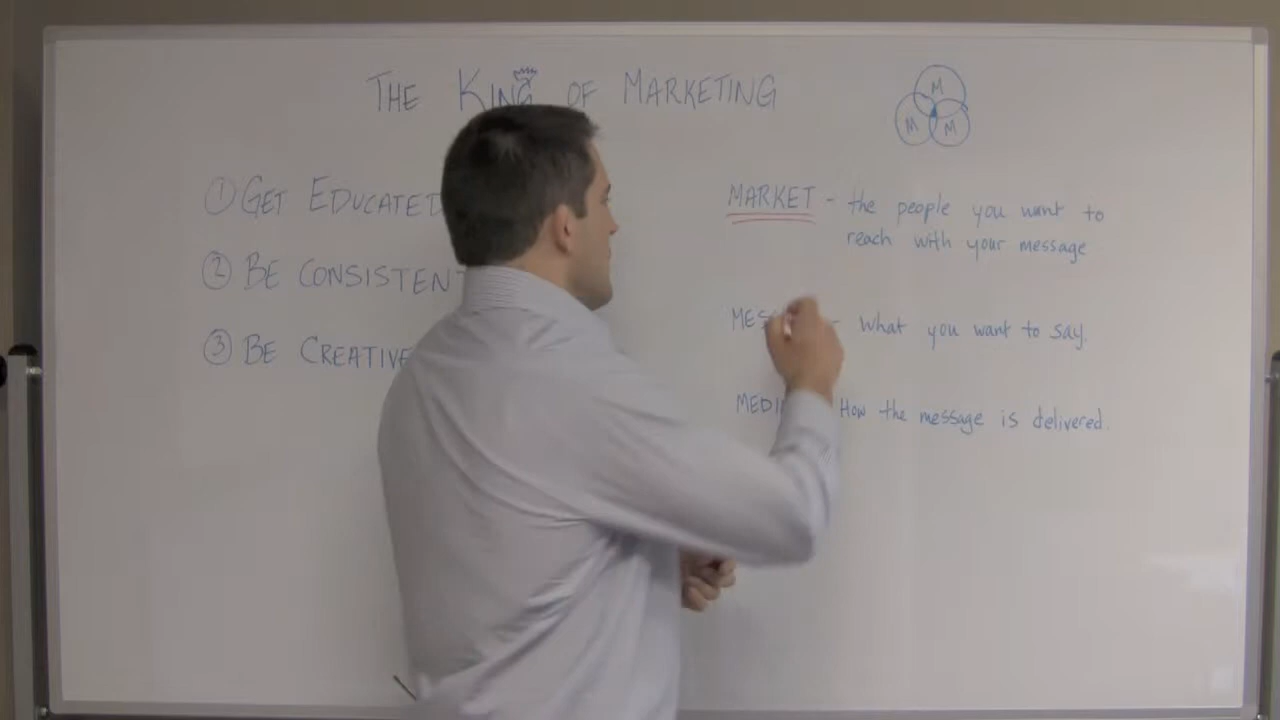 THE KING OF MARKETING
M
M M
① GET EDUCATED
② BE CONSISTENT
③ BE CREATIVE
MARKET - the people you want to
reach with your message
- what you want to say.
How the message is delivered.